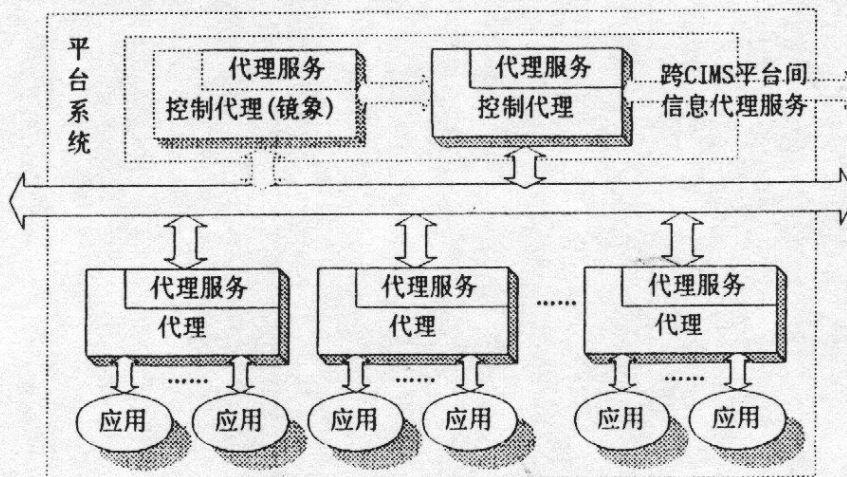 平台系统
代理服务
控制代理(镜象)
代理服务
控制代理
跨CIMS平台间
信息代理服务
代理服务
代理
代理服务
代理
代理服务
代理
......
......
......
......
应用
应用
应用
应用
应用
应用